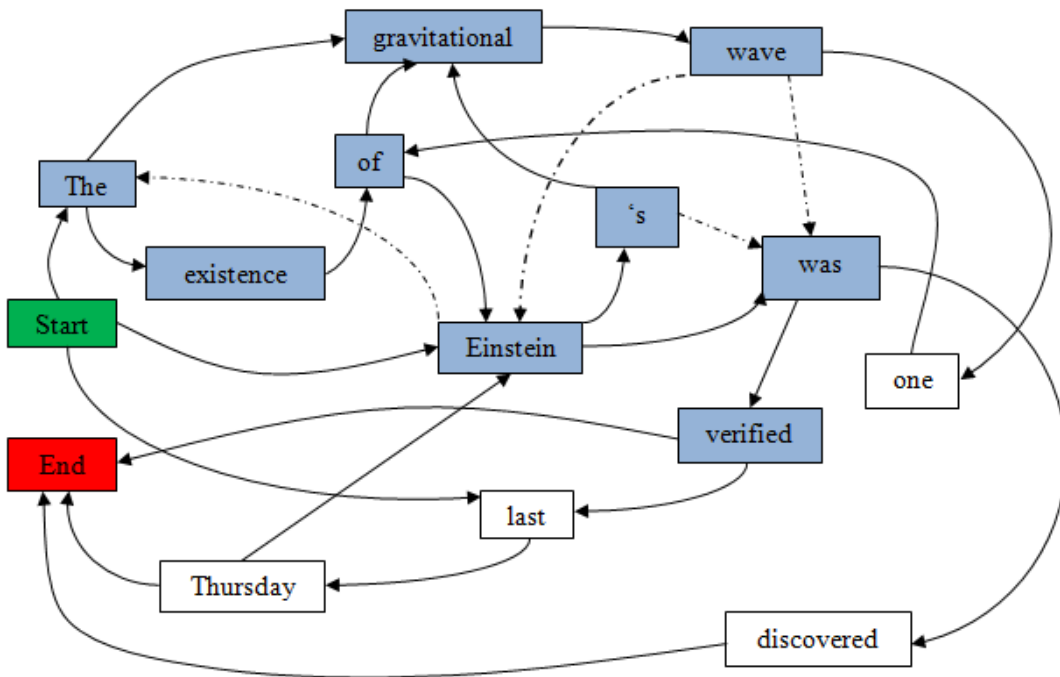 gravitational
wave
of
The
‘s
existence
was
Start
Einstein
one
verified
End
last
Thursday
discovered